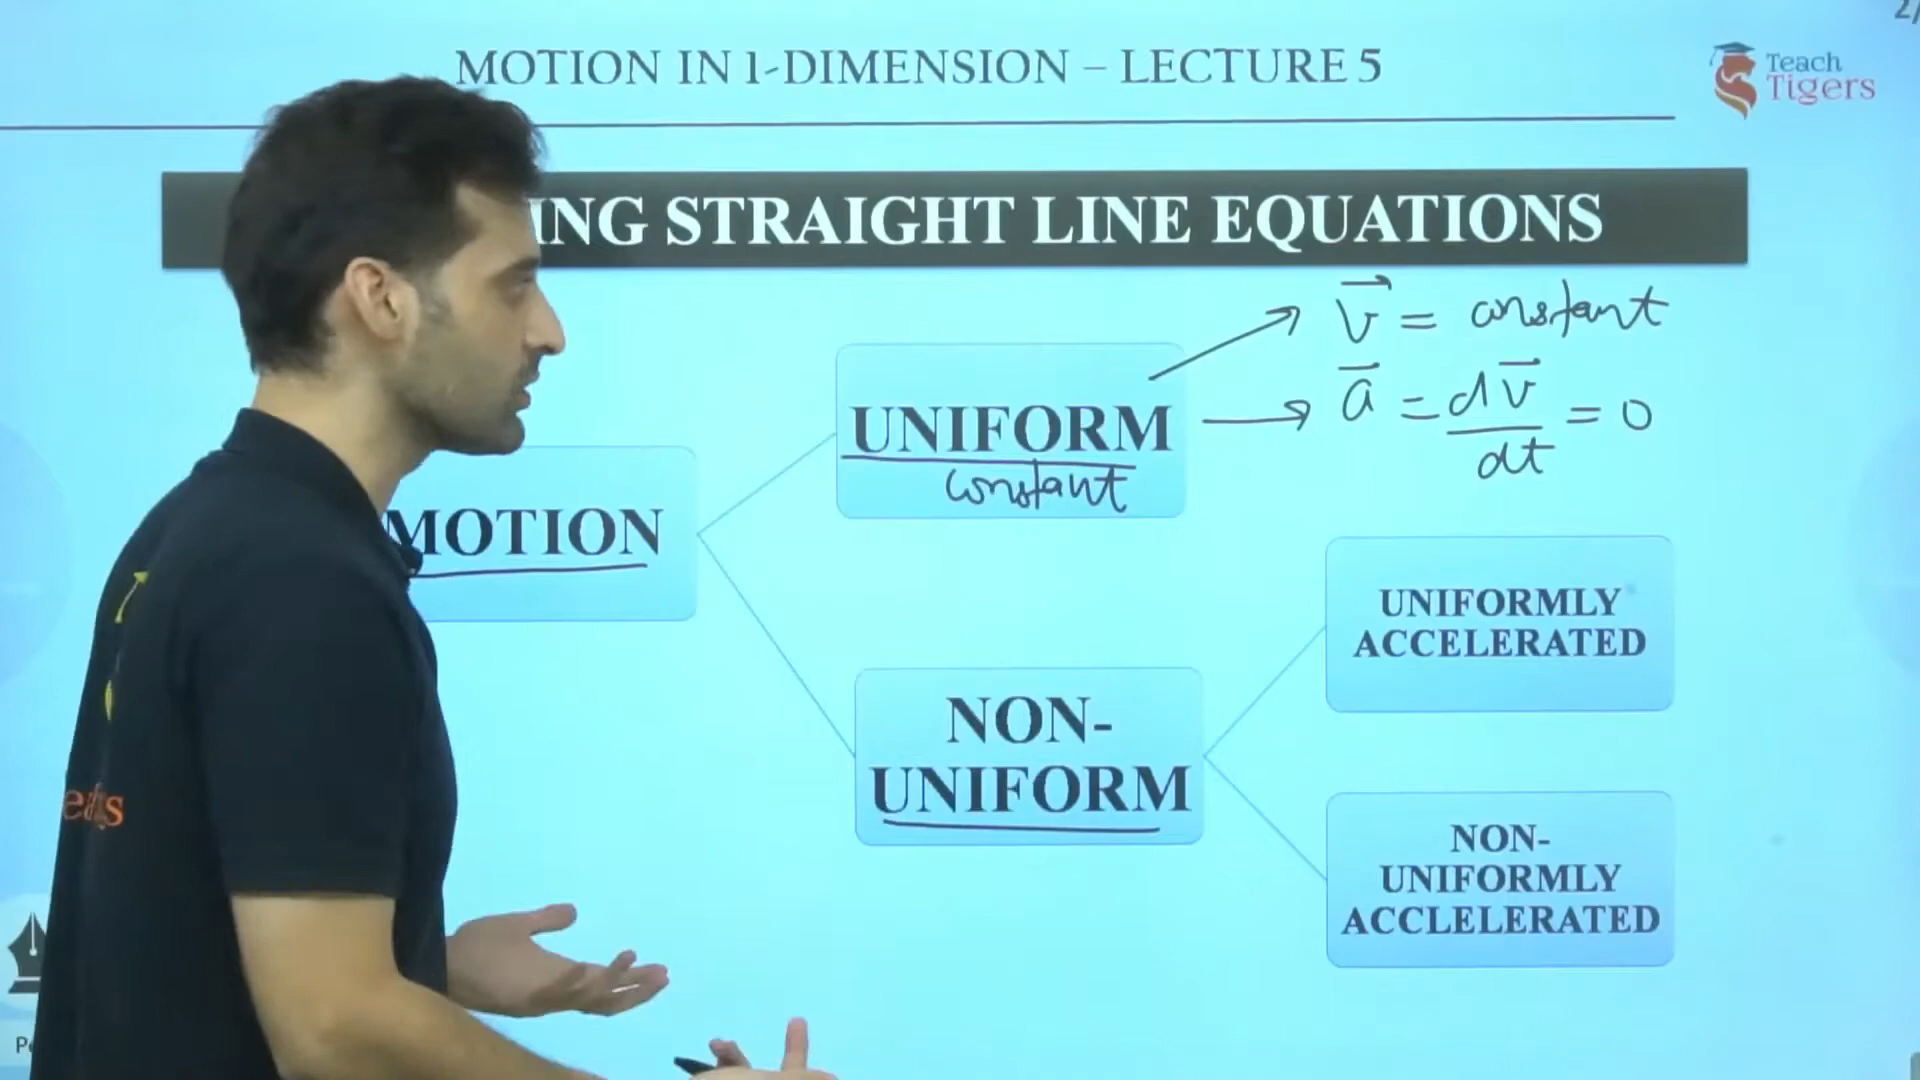 MOTION IN 1-DIMENSION – LECTURE 5
Teach
Tigers
ING STRAIGHT LINE EQUATIONS
v⃗ = constant
a⃗ = dv⃗/dt = 0
UNIFORM
constant
MOTION
UNIFORMLY
ACCELERATED
NON-
UNIFORM
NON-
UNIFORMLY
ACCLELERATED